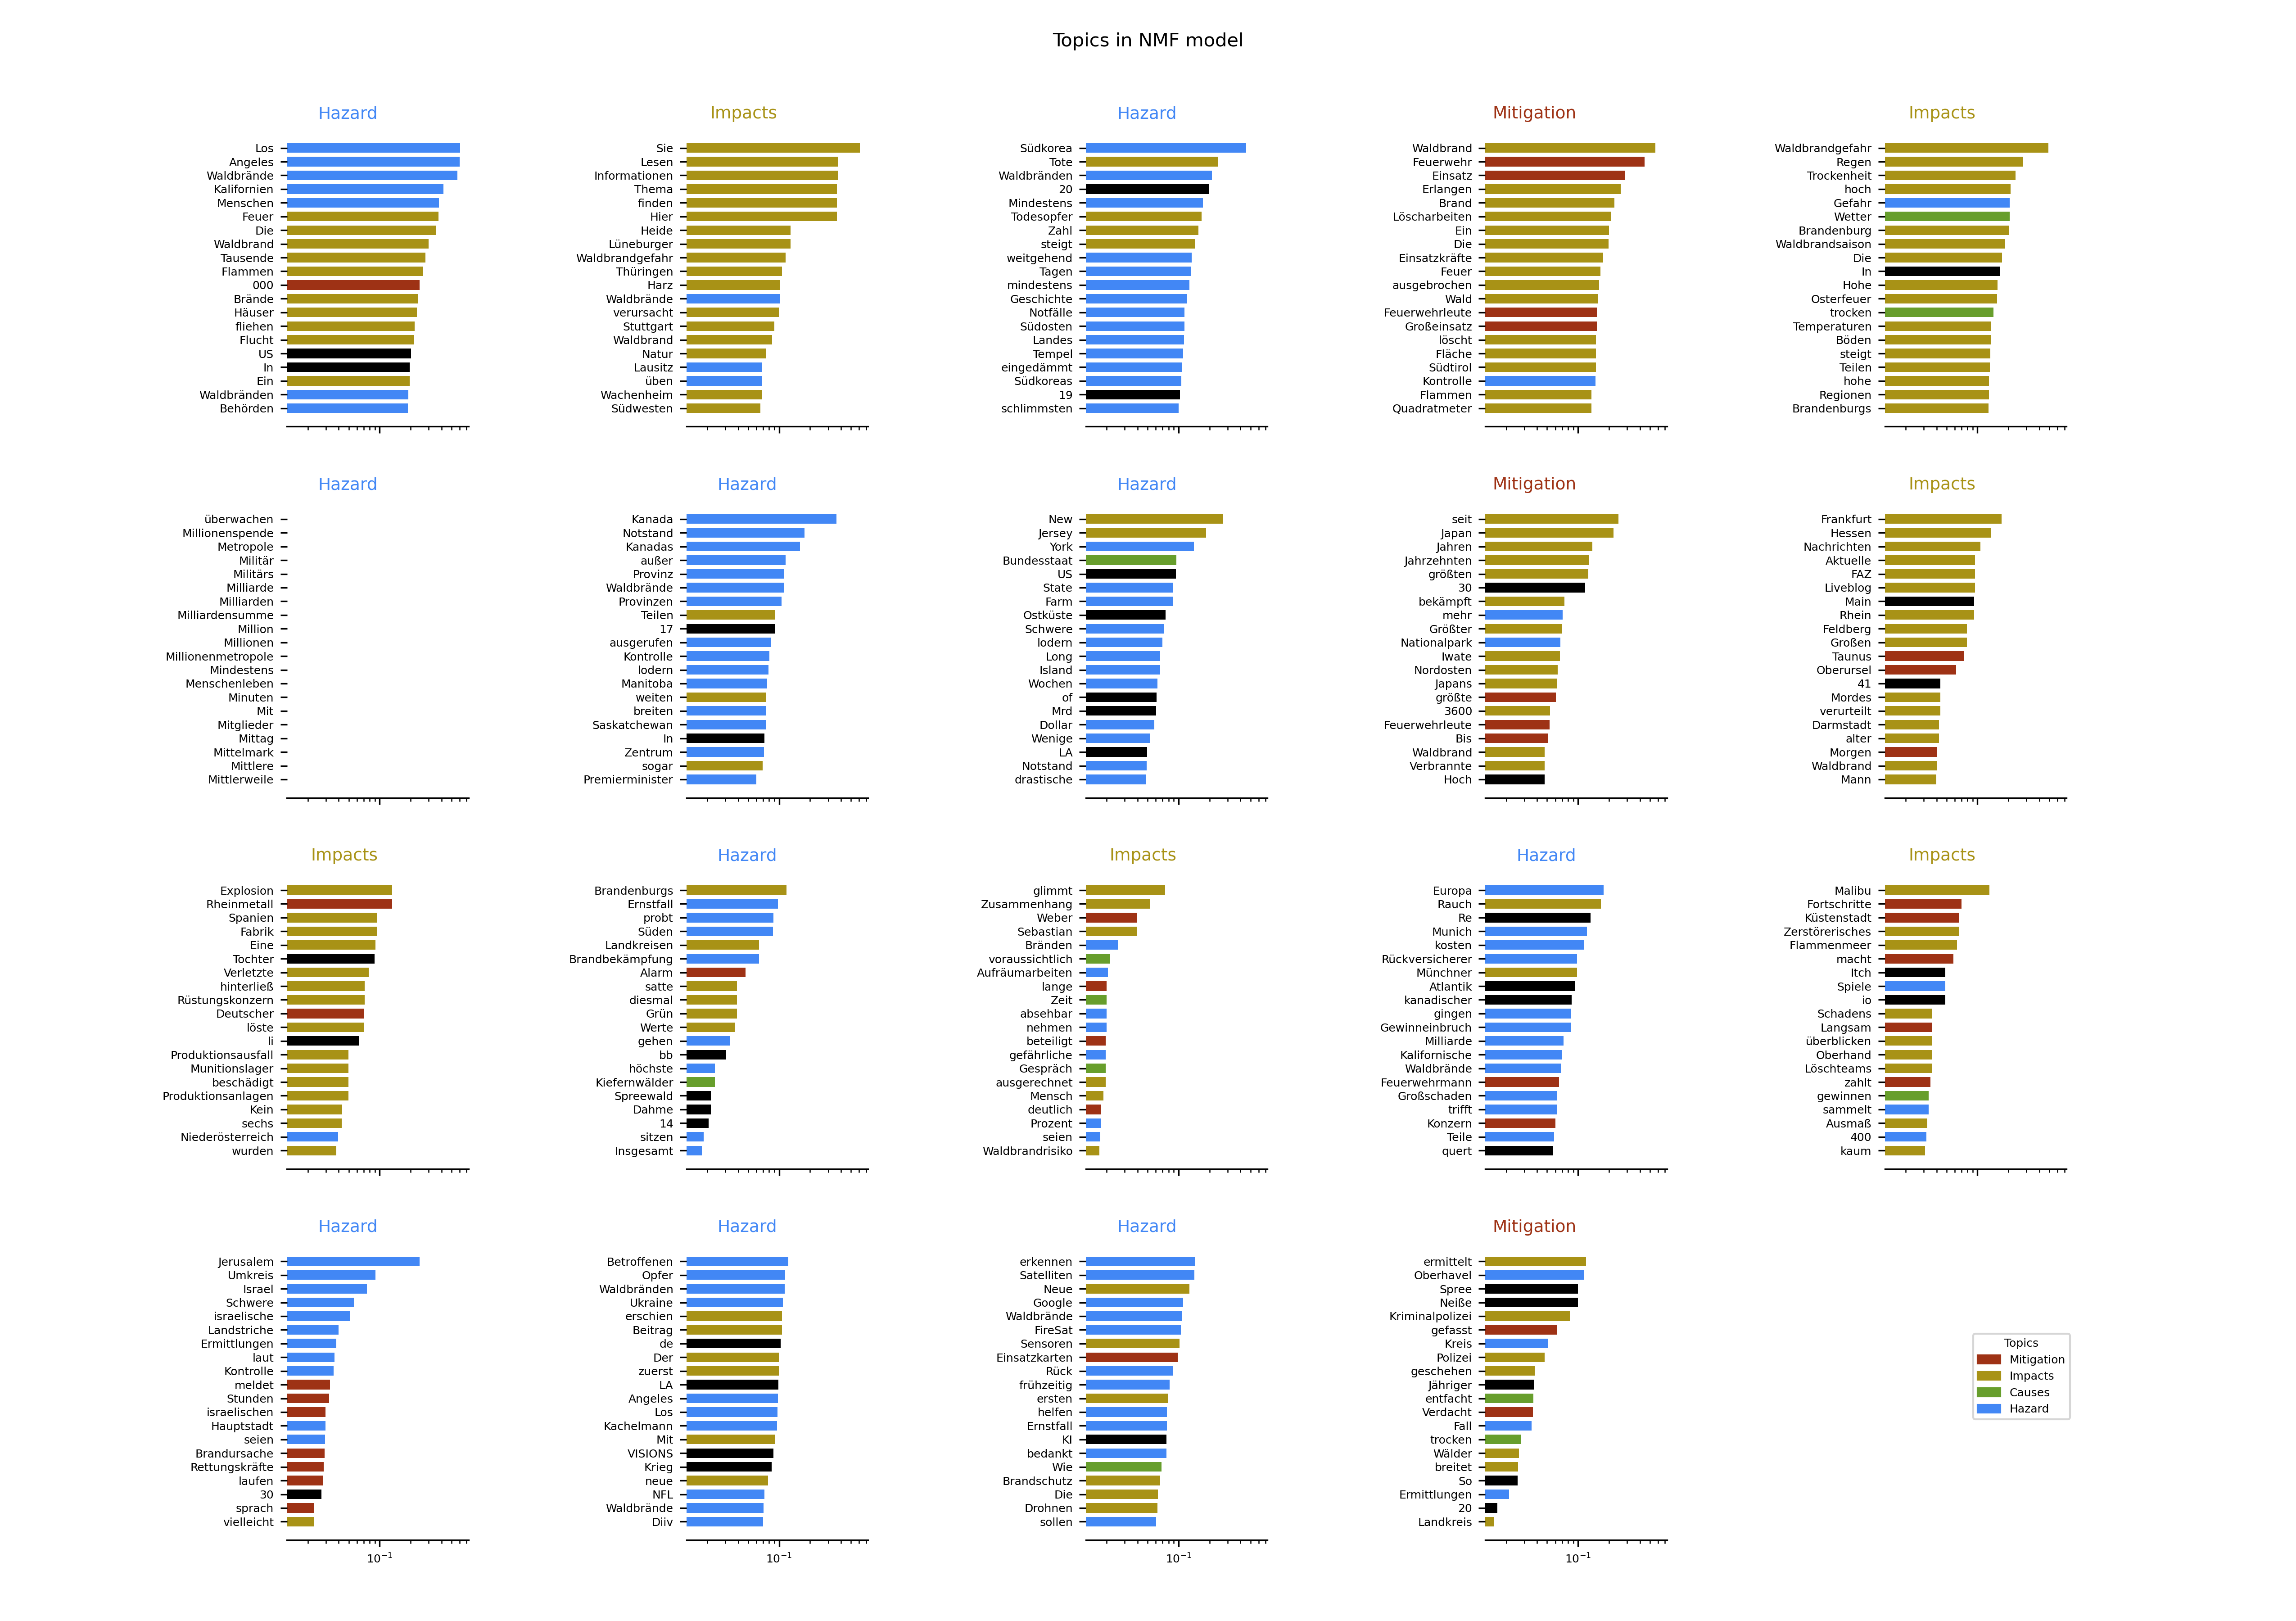 Topics in NMF model
Hazard
Los
Angeles
Waldbrände
Kalifornien
Menschen
Feuer
Die
Waldbrand
Tausende
Flammen
000
Brände
Häuser
fliehen
Flucht
US
In
Ein
Waldbränden
Behörden
Impacts
Sie
Lesen
Informationen
Thema
finden
Hier
Heide
Lüneburger
Waldbrandgefahr
Thüringen
Harz
Waldbrände
verursacht
Stuttgart
Waldbrand
Natur
Lausitz
üben
Wachenheim
Südwesten
Hazard
Südkorea
Tote
Waldbränden
20
Mindestens
Todesopfer
Zahl
steigt
weitgehend
Tagen
mindestens
Geschichte
Notfälle
Südosten
Landes
Tempel
eingedämmt
Südkoreas
19
schlimmsten
Mitigation
Waldbrand
Feuerwehr
Einsatz
Erlangen
Brand
Löscharbeiten
Ein
Die
Einsatzkräfte
Feuer
ausgebrochen
Wald
Feuerwehrleute
Großeinsatz
löscht
Fläche
Südtirol
Kontrolle
Flammen
Quadratmeter
Impacts
Waldbrandgefahr
Regen
Trockenheit
hoch
Gefahr
Wetter
Brandenburg
Waldbrandsaison
Die
In
Hohe
Osterfeuer
trocken
Temperaturen
Böden
steigt
Teilen
hohe
Regionen
Brandenburgs
Hazard
überwachen
Millionenspende
Metropole
Militär
Militärs
Milliarde
Milliarden
Milliardensumme
Million
Millionen
Millionenmetropole
Mindestens
Menschenleben
Minuten
Mit
Mitglieder
Mittag
Mittelmark
Mittlere
Mittlerweile
Hazard
Kanada
Notstand
Kanadas
außer
Provinz
Waldbrände
Provinzen
Teilen
17
ausgerufen
Kontrolle
lodern
Manitoba
weiten
breiten
Saskatchewan
In
Zentrum
sogar
Premierminister
Hazard
New
Jersey
York
Bundesstaat
US
State
Farm
Ostküste
Schwere
lodern
Long
Island
Wochen
of
Mrd
Dollar
Wenige
LA
Notstand
drastische
Mitigation
seit
Japan
Jahren
Jahrzehnten
größten
30
bekämpft
mehr
Größter
Nationalpark
Iwate
Nordosten
Japans
größte
3600
Feuerwehrleute
Bis
Waldbrand
Verbrannte
Hoch
Impacts
Frankfurt
Hessen
Nachrichten
Aktuelle
FAZ
Liveblog
Main
Rhein
Feldberg
Großen
Taunus
Oberursel
41
Mordes
verurteilt
Darmstadt
alter
Morgen
Waldbrand
Mann
Impacts
Explosion
Rheinmetall
Spanien
Fabrik
Eine
Tochter
Verletzte
hinterließ
Rüstungskonzern
Deutscher
löste
li
Produktionsausfall
Munitionslager
beschädigt
Produktionsanlagen
Kein
sechs
Niederösterreich
wurden
Hazard
Brandenburgs
Ernstfall
probt
Süden
Landkreisen
Brandbekämpfung
Alarm
satte
diesmal
Grün
Werte
gehen
bb
höchste
Kiefernwälder
Spreewald
Dahme
14
sitzen
Insgesamt
Impacts
glimmt
Zusammenhang
Weber
Sebastian
Bränden
voraussichtlich
Aufräumarbeiten
lange
Zeit
absehbar
nehmen
beteiligt
gefährliche
Gespräch
ausgerechnet
Mensch
deutlich
Prozent
seien
Waldbrandrisiko
Hazard
Europa
Rauch
Re
Munich
kosten
Rückversicherer
Münchner
Atlantik
kanadischer
gingen
Gewinneinbruch
Milliarde
Kalifornische
Waldbrände
Feuerwehrmann
Großschaden
trifft
Konzern
Teile
quert
Impacts
Malibu
Fortschritte
Küstenstadt
Zerstörerisches
Flammenmeer
macht
Itch
Spiele
io
Schadens
Langsam
überblicken
Oberhand
Löschteams
zahlt
gewinnen
sammelt
Ausmaß
400
kaum
Hazard
Jerusalem
Umkreis
Israel
Schwere
israelische
Landstriche
Ermittlungen
laut
Kontrolle
meldet
Stunden
israelischen
Hauptstadt
seien
Brandursache
Rettungskräfte
laufen
30
sprach
vielleicht
10⁻¹
Hazard
Betroffenen
Opfer
Waldbränden
Ukraine
erschien
Beitrag
de
Der
zuerst
LA
Angeles
Los
Kachelmann
Mit
VISIONS
Krieg
neue
NFL
Waldbrände
Diiv
10⁻¹
Hazard
erkennen
Satelliten
Neue
Google
Waldbrände
FireSat
Sensoren
Einsatzkarten
Rück
frühzeitig
ersten
helfen
Ernstfall
KI
bedankt
Wie
Brandschutz
Die
Drohnen
sollen
10⁻¹
Mitigation
ermittelt
Oberhavel
Spree
Neiße
Kriminalpolizei
gefasst
Kreis
Polizei
geschehen
Jähriger
entfacht
Verdacht
Fall
trocken
Wälder
breitet
So
Ermittlungen
20
Landkreis
10⁻¹
Topics
Mitigation
Impacts
Causes
Hazard